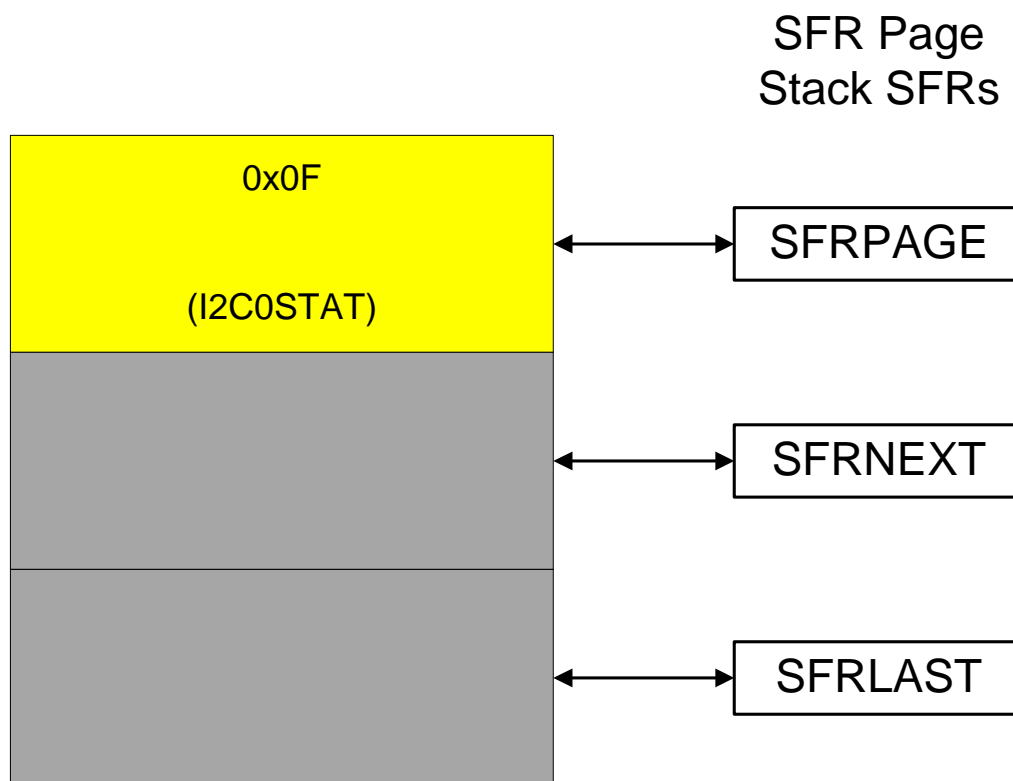 SFR Page
Stack SFRs
0x0F
SFRPAGE
(I2C0STAT)
SFRNEXT
SFRLAST